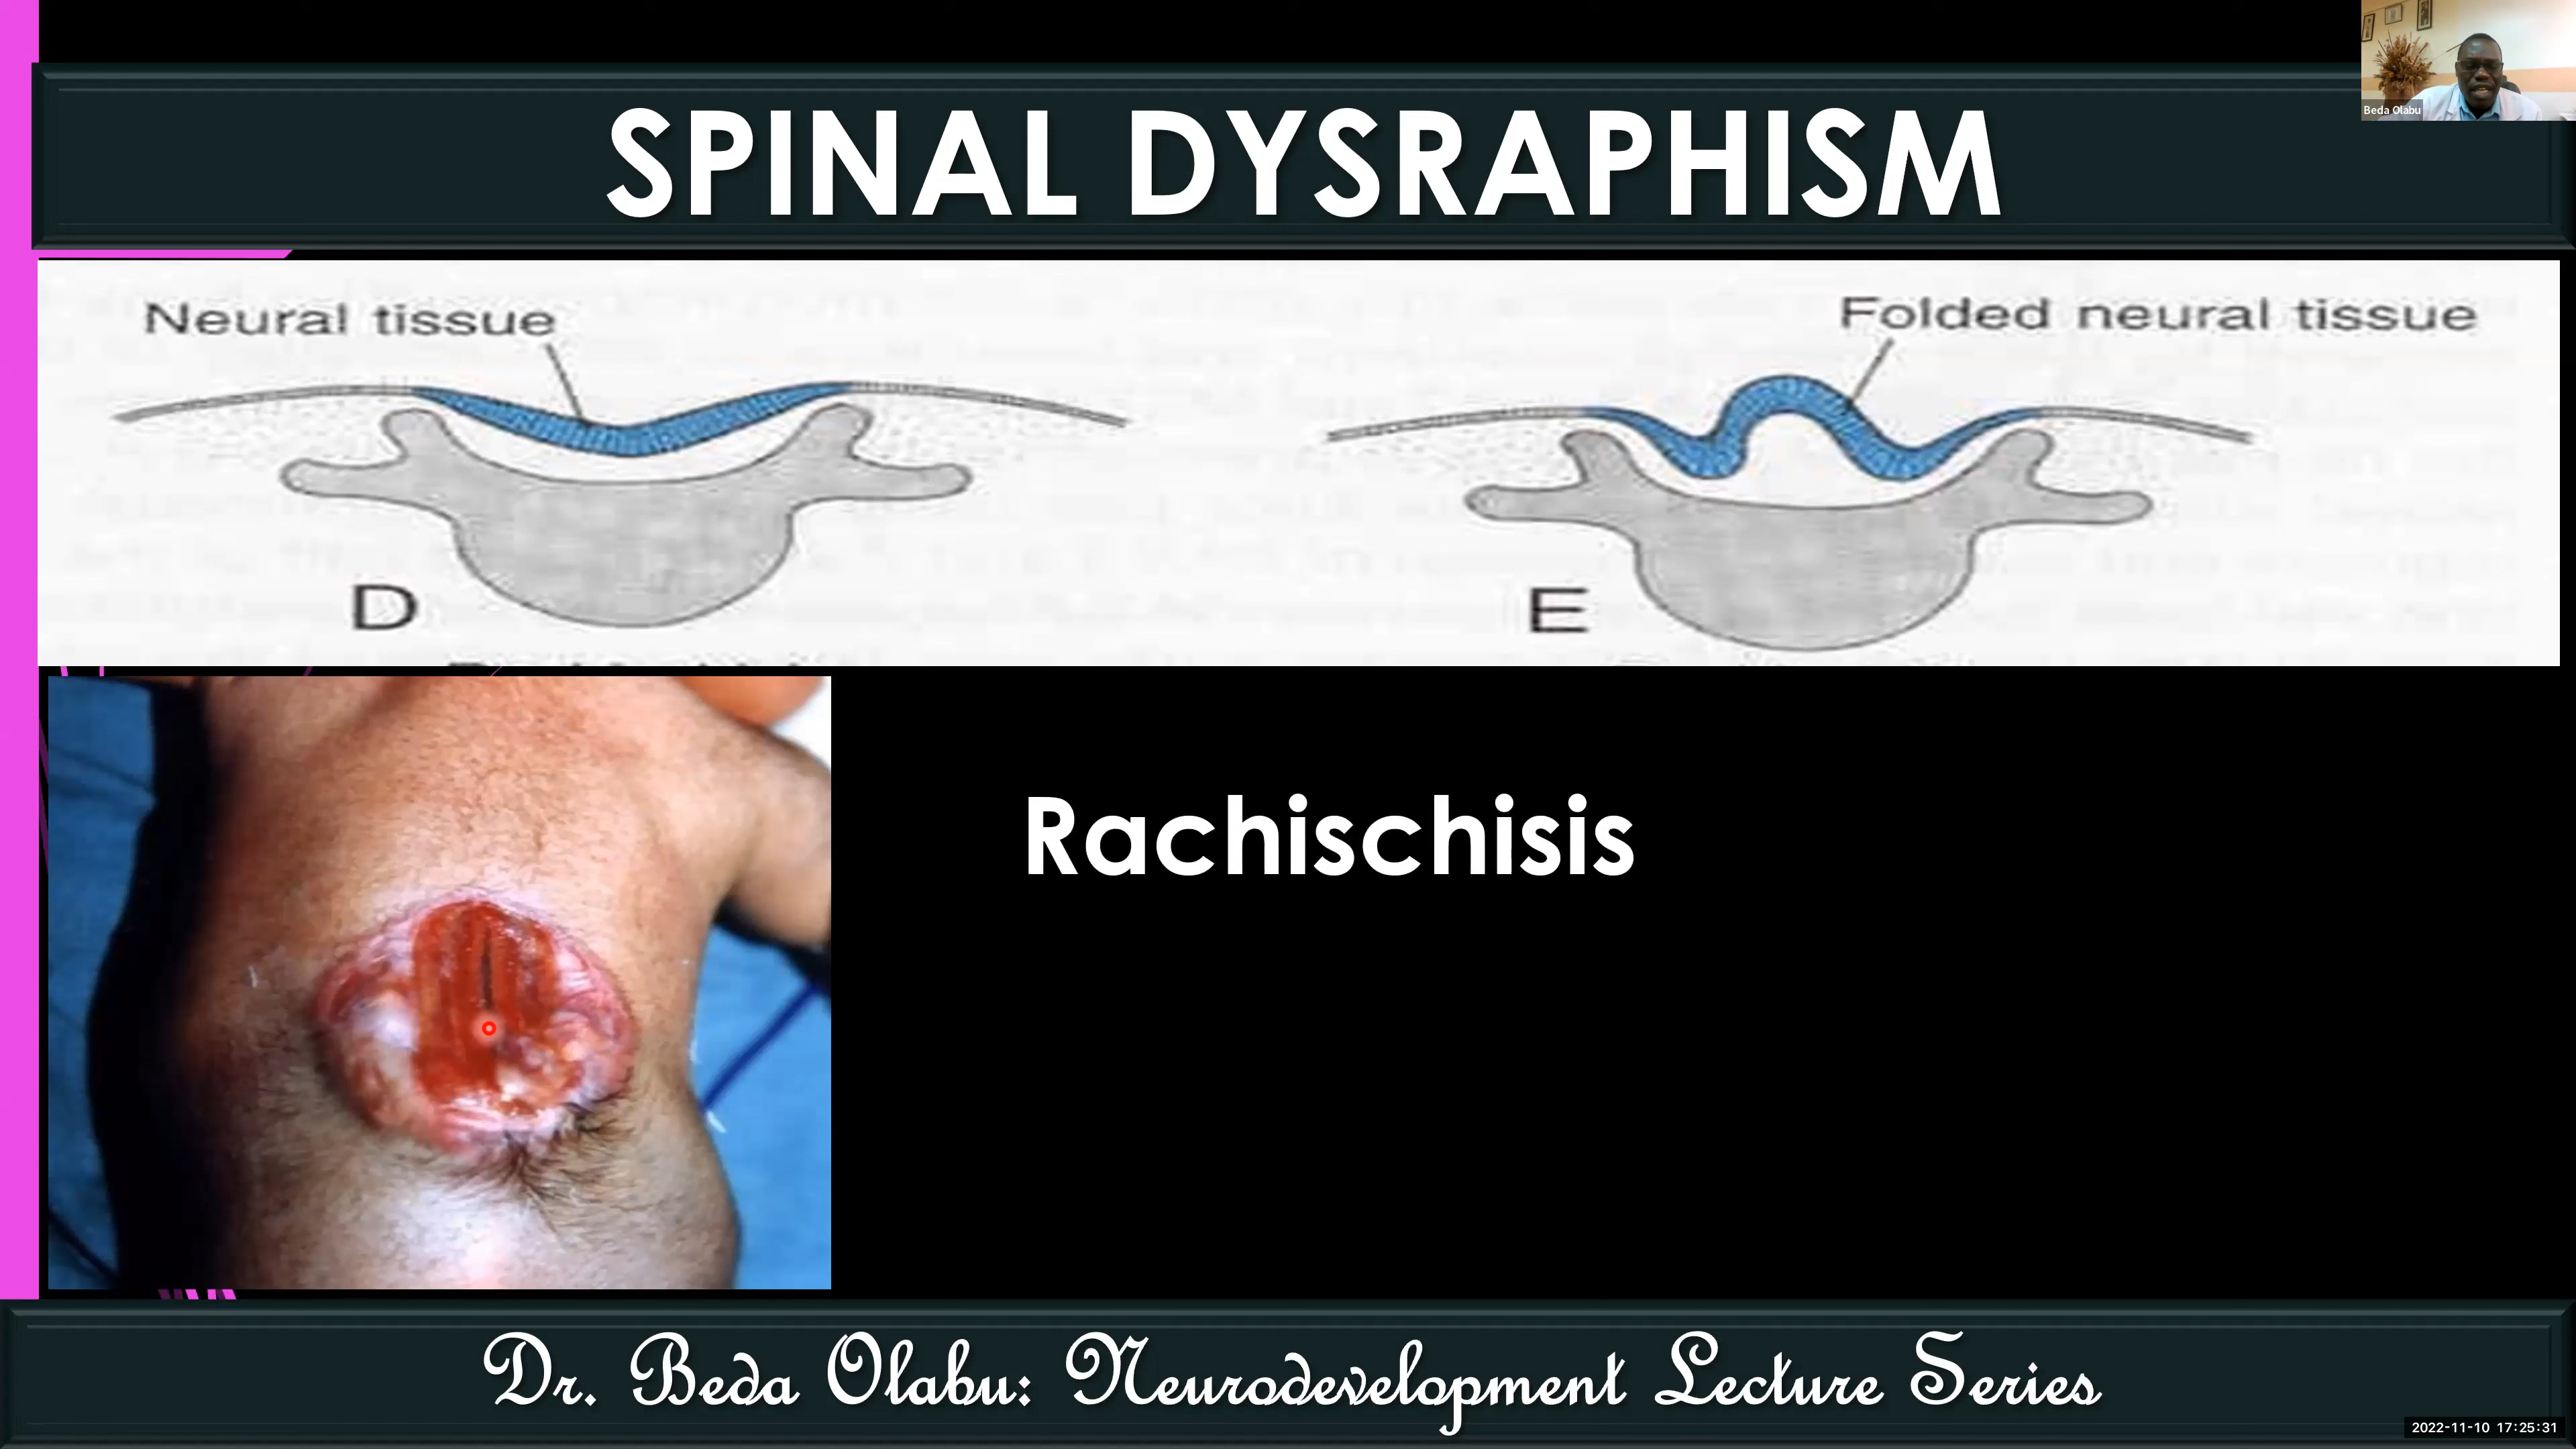 Beda Olabu
SPINAL DYSRAPHISM
Neural tissue
Folded neural tissue
D
E
Rachischisis
Dr. Beda Olabu: Neurodevelopment Lecture Series
2022-11-10 17:25:31